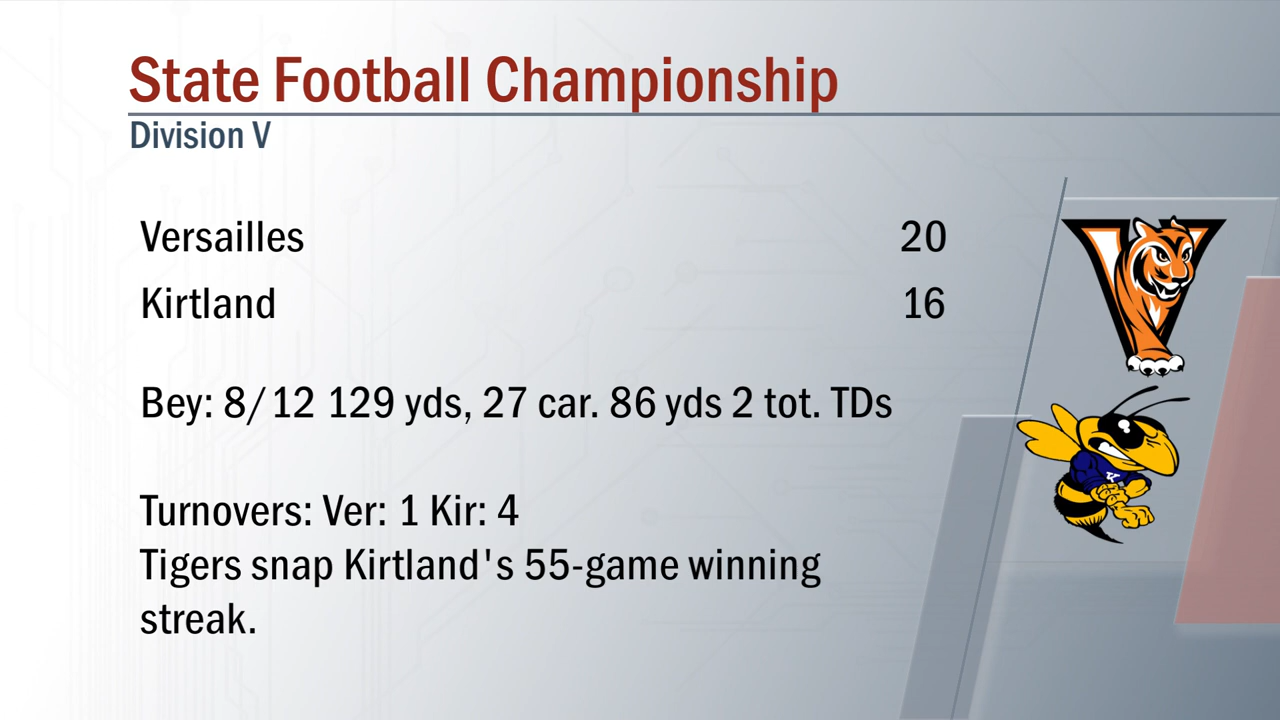 State Football Championship
Division V
Versailles 20
Kirtland 16
Bey: 8/12 129 yds, 27 car. 86 yds 2 tot. TDs
Turnovers: Ver: 1 Kir: 4
Tigers snap Kirtland's 55-game winning
streak.
V
K